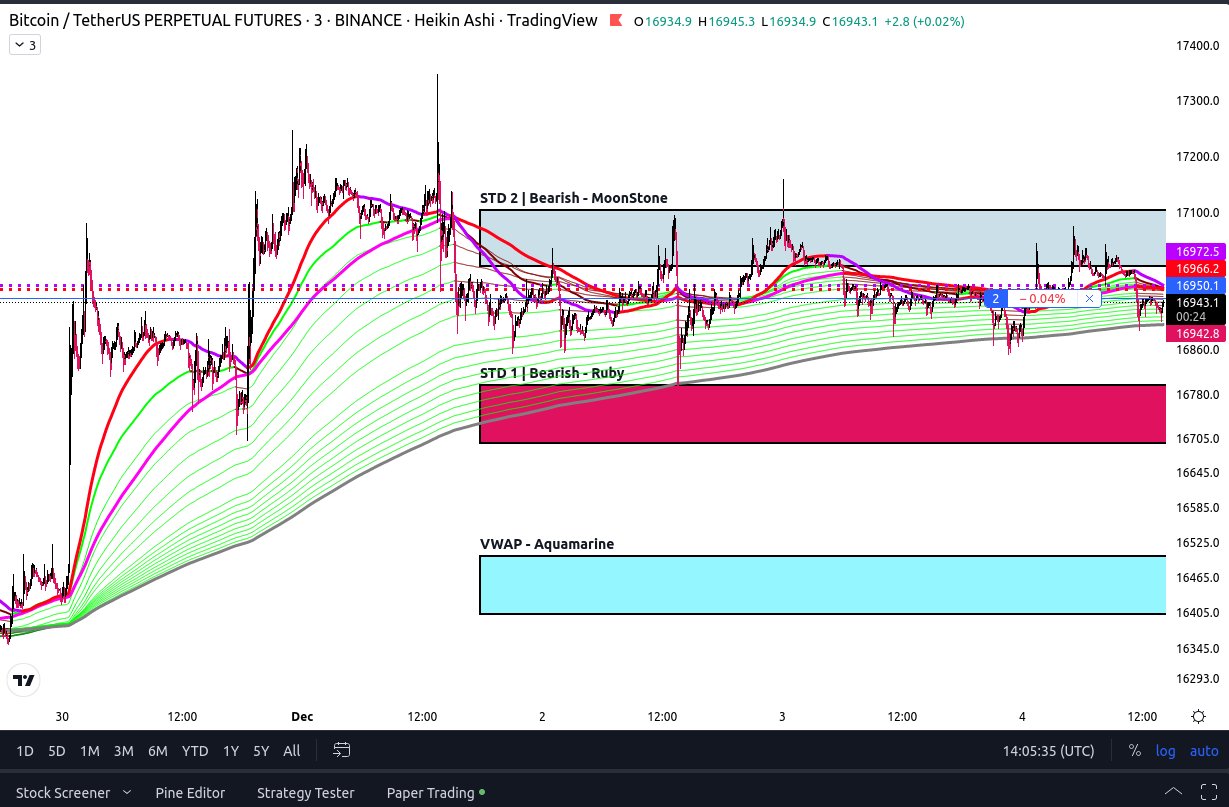 Bitcoin / TetherUS PERPETUAL FUTURES · 3 · BINANCE · Heikin Ashi · TradingView O16934.9 H16945.3 L16934.9 C16943.1 +2.8 (+0.02%)
3
17400.0
17300.0
17200.0
STD 2 | Bearish - MoonStone
17100.0
16972.5
16966.2
16950.1
2 −0.04% ×
16943.1
00:24
16942.8
16860.0
STD 1 | Bearish - Ruby
16780.0
16705.0
16645.0
16585.0
VWAP - Aquamarine
16525.0
16465.0
16405.0
16345.0
16293.0
30 12:00 Dec 12:00 2 12:00 3 12:00 4 12:00
1D 5D 1M 3M 6M YTD 1Y 5Y All 14:05:35 (UTC) % log auto
Stock Screener Pine Editor Strategy Tester Paper Trading